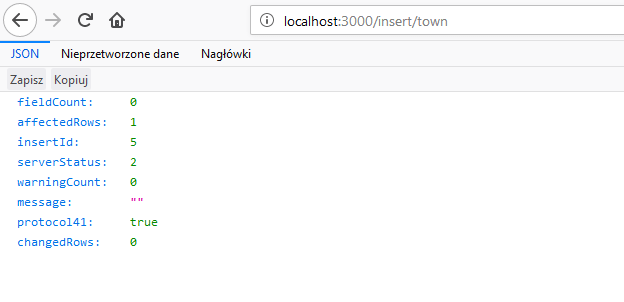 localhost:3000/insert/town
JSON Nieprzetworzone dane Nagłówki
Zapisz Kopiuj
fieldCount: 0
affectedRows: 1
insertId: 5
serverStatus: 2
warningCount: 0
message: ""
protocol41: true
changedRows: 0